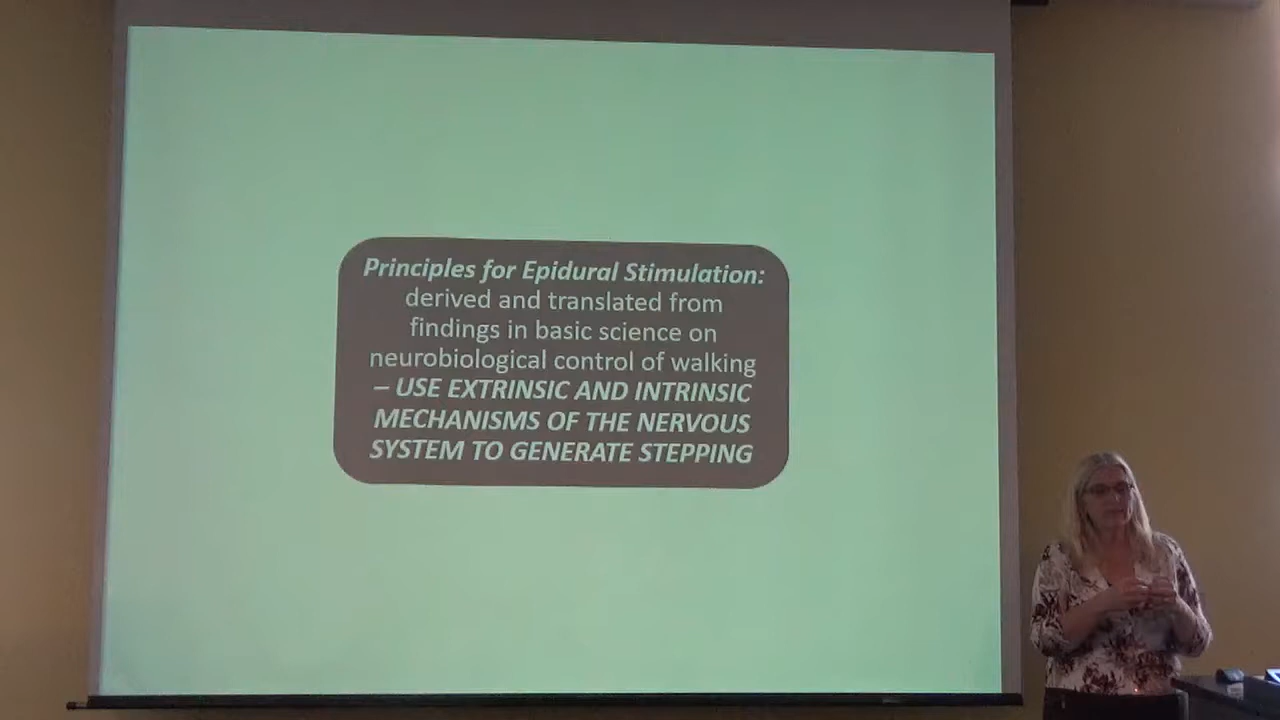 Principles for Epidural Stimulation:
derived and translated from
findings in basic science on
neurobiological control of walking
– USE EXTRINSIC AND INTRINSIC
MECHANISMS OF THE NERVOUS
SYSTEM TO GENERATE STEPPING